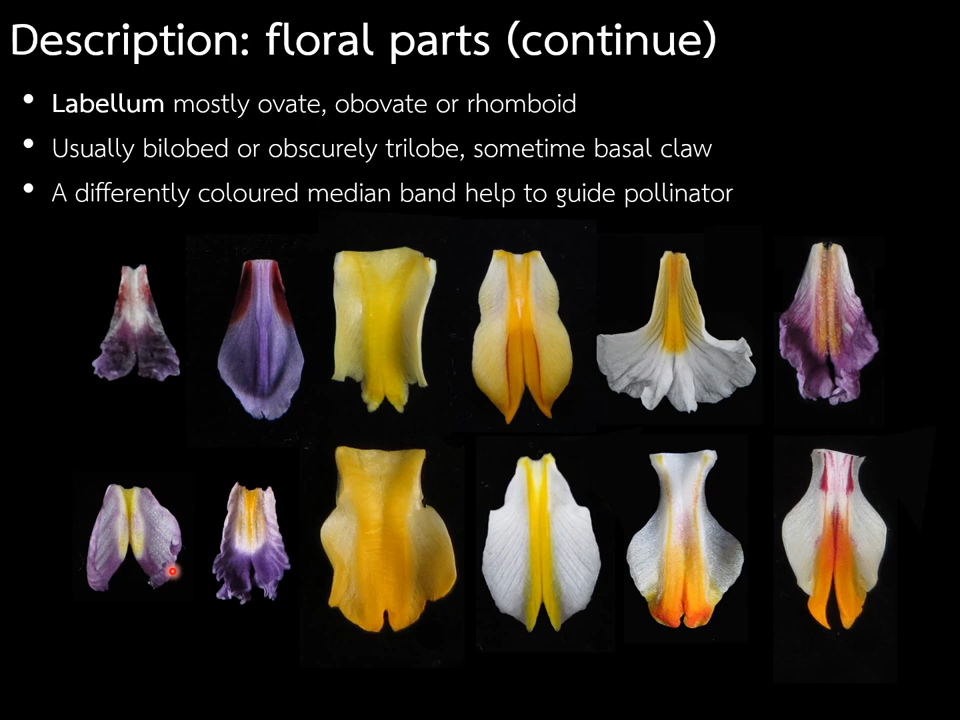 Description: floral parts (continue)
• Labellum mostly ovate, obovate or rhomboid
• Usually bilobed or obscurely trilobe, sometime basal claw
• A differently coloured median band help to guide pollinator